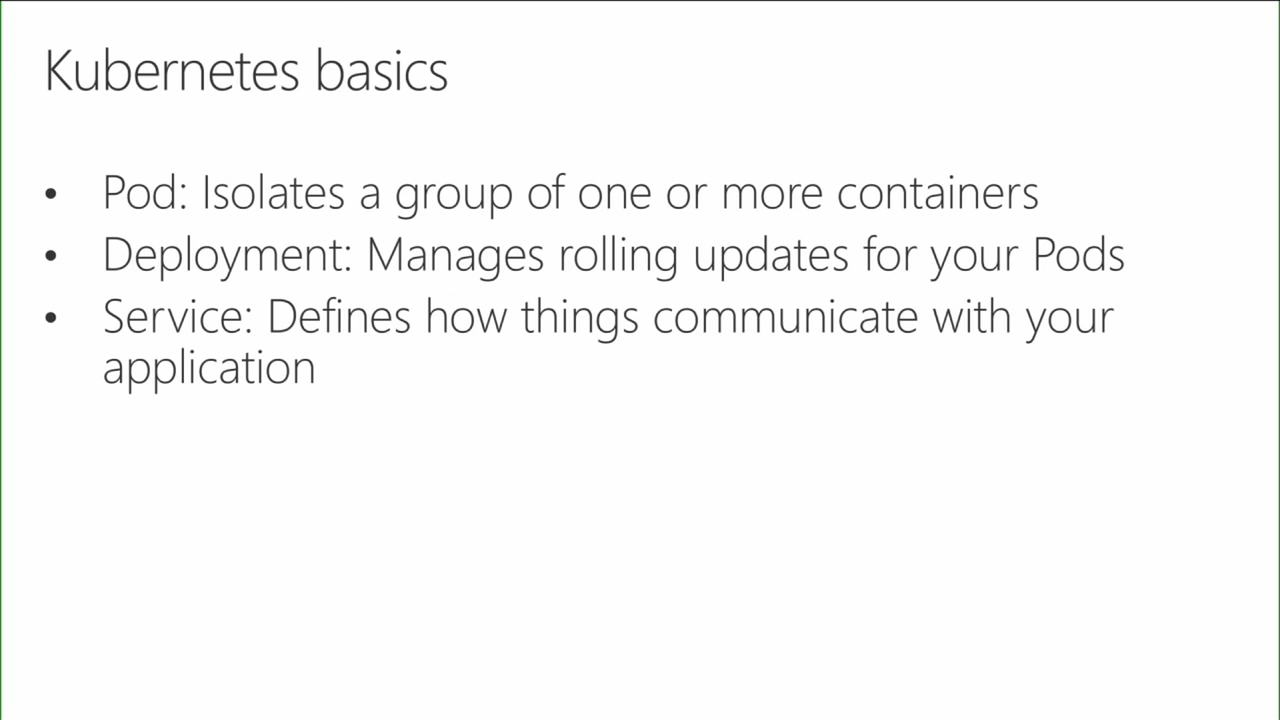 Kubernetes basics
• Pod: Isolates a group of one or more containers
• Deployment: Manages rolling updates for your Pods
• Service: Defines how things communicate with your
application